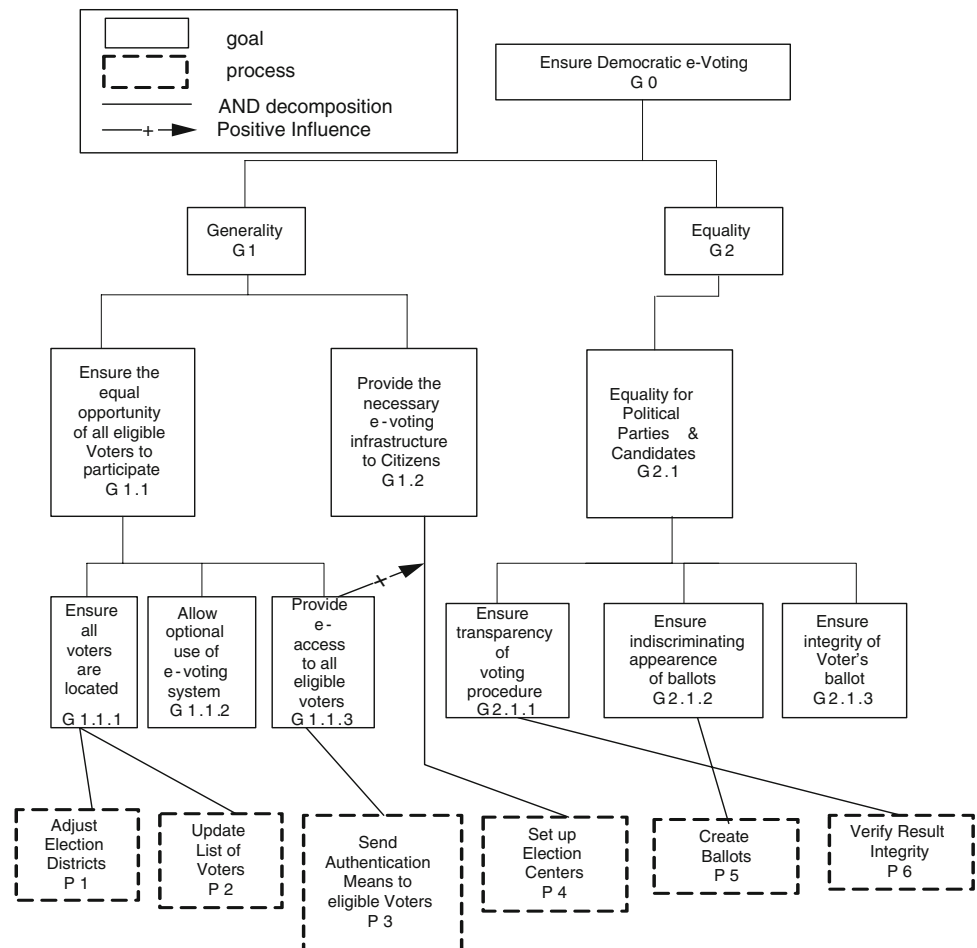 goal
process
AND decomposition
+
Positive Influence
Ensure Democratic e-Voting
G 0
Generality
G 1
Equality
G 2
Ensure the
equal
opportunity
of all eligible
Voters to
participate
G 1.1
Provide the
necessary
e-voting
infrastructure
to Citizens
G 1.2
Equality for
Political
Parties &
Candidates
G 2.1
+
Ensure
all
voters
are
located
G 1.1.1
Allow
optional
use of
e-voting
system
G 1.1.2
Provide
e-
access
to all
eligible
voters
G 1.1.3
Ensure
transparency
of
voting
procedure
G2.1.1
Ensure
indiscriminating
appearence
of ballots
G2.1.2
Ensure
integrity of
Voter's
ballot
G2.1.3
Adjust
Election
Districts
P 1
Update
List of
Voters
P 2
Send
Authentication
Means to
eligible Voters
P 3
Set up
Election
Centers
P 4
Create
Ballots
P 5
Verify Result
Integrity
P 6